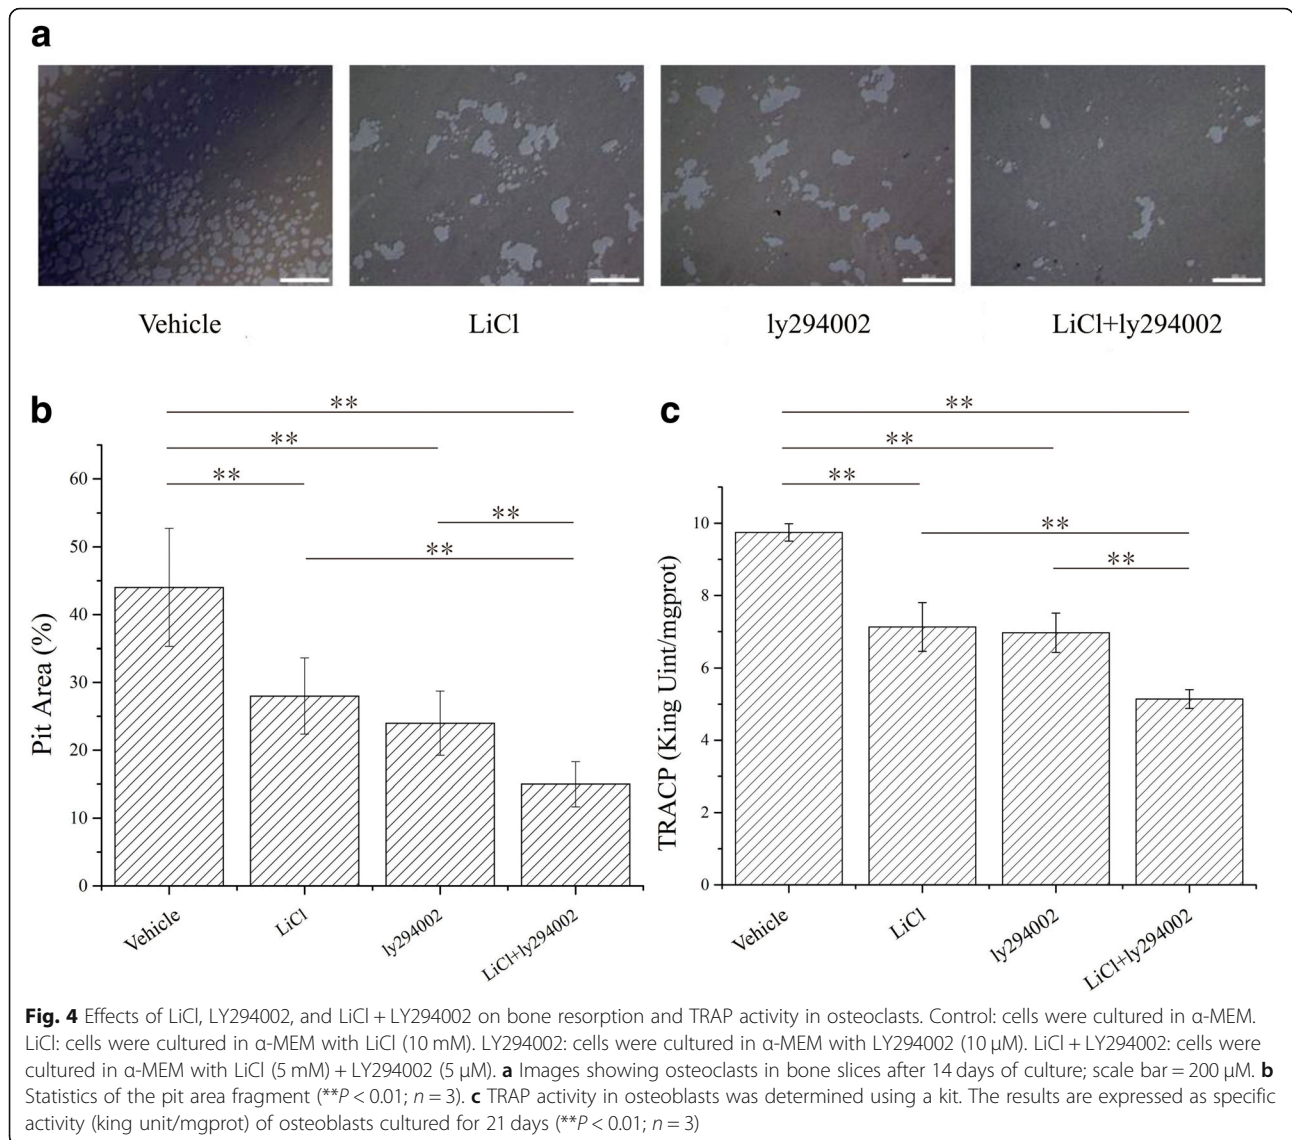 a
Vehicle
LiCl
ly294002
LiCl+ly294002
b
**
**
**
**
**
Pit Area (%)
60
50
40
30
20
10
0
Vehicle
LiCl
ly294002
LiCl+ly294002
c
**
**
**
**
**
TRACP (King Uint/mgprot)
10
8
6
4
2
0
Vehicle
LiCl
ly294002
LiCl+ly294002
Fig. 4 Effects of LiCl, LY294002, and LiCl + LY294002 on bone resorption and TRAP activity in osteoclasts. Control: cells were cultured in α-MEM.
LiCl: cells were cultured in α-MEM with LiCl (10 mM). LY294002: cells were cultured in α-MEM with LY294002 (10 μM). LiCl + LY294002: cells were
cultured in α-MEM with LiCl (5 mM) + LY294002 (5 μM). a Images showing osteoclasts in bone slices after 14 days of culture; scale bar = 200 μM. b
Statistics of the pit area fragment (**P < 0.01; n = 3). c TRAP activity in osteoblasts was determined using a kit. The results are expressed as specific
activity (king unit/mgprot) of osteoblasts cultured for 21 days (**P < 0.01; n = 3)